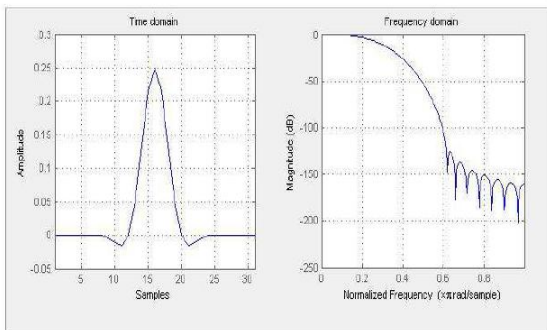 Time domain
0.3
0.25
0.2
0.15
0.1
0.05
0
-0.05
5 10 15 20 25 30
Samples
Amplitude
Frequency domain
0
-50
-100
-150
-200
-250
0.2 0.4 0.6 0.8
Normalized Frequency (×π rad/sample)
Magnitude (dB)